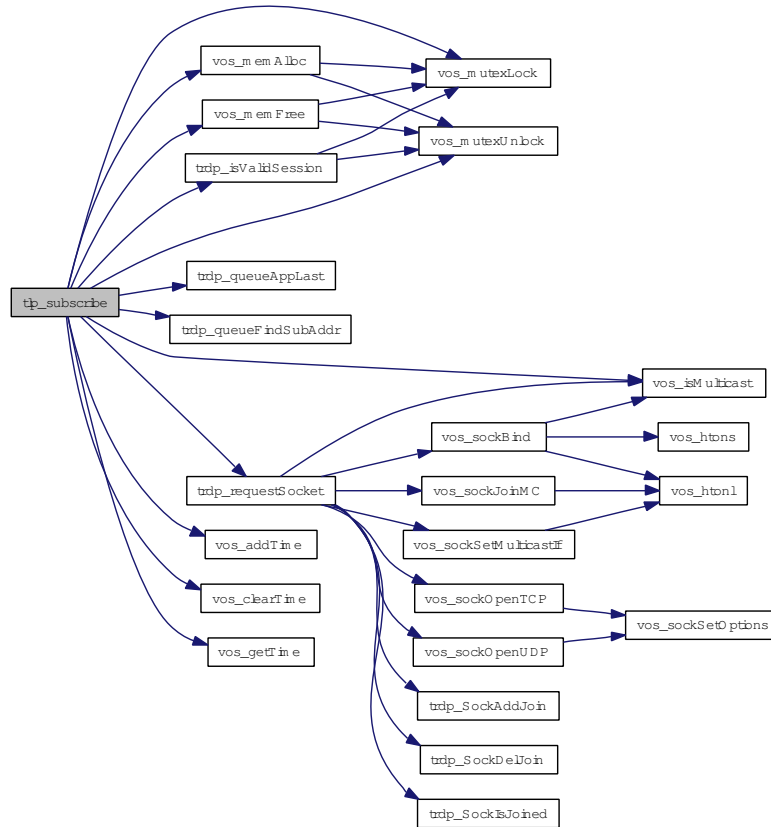 vos_memAlloc
vos_mutexLock
vos_memFree
vos_mutexUnlock
trdp_isValidSession
trdp_queueAppLast
tlp_subscribe
trdp_queueFindSubAddr
vos_isMulticast
vos_sockBind
vos_htons
trdp_requestSocket
vos_sockJoinMC
vos_htonl
vos_addTime
vos_sockSetMulticastIf
vos_clearTime
vos_sockOpenTCP
vos_sockSetOptions
vos_getTime
vos_sockOpenUDP
trdp_SockAddJoin
trdp_SockDelJoin
trdp_SockIsJoined